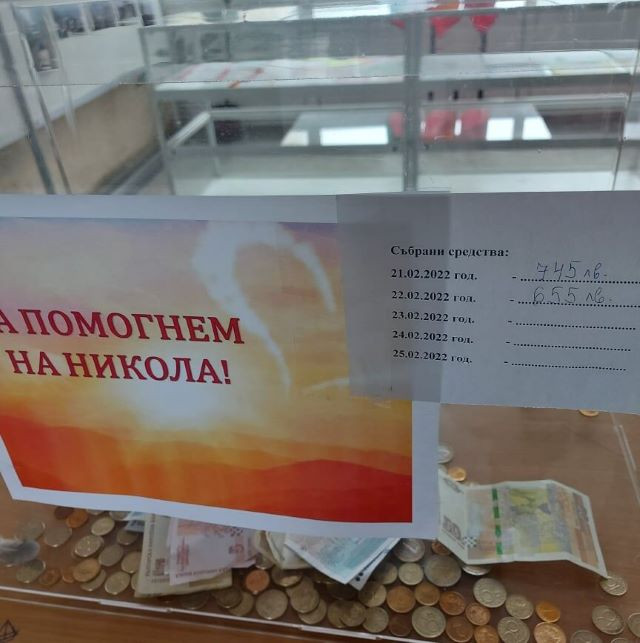 А ПОМОГНЕМ
НА НИКОЛА!
Събрани средства:
21.02.2022 год. - 745 лв.
22.02.2022 год. - 655 лв.
23.02.2022 год. -
24.02.2022 год. -
25.02.2022 год. -